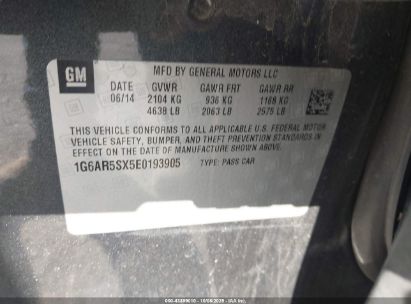 GM
MFD BY GENERAL MOTORS LLC
DATE GVWR GAWR FRT GAWR RR
06/14 2104 KG 936 KG 1168 KG
4638 LB 2063 LB 2575 LB
THIS VEHICLE CONFORMS TO ALL APPLICABLE U.S. FEDERAL MOTOR
VEHICLE SAFETY, BUMPER, AND THEFT PREVENTION STANDARDS IN
EFFECT ON THE DATE OF MANUFACTURE SHOWN ABOVE.
1G6AR5SX5E0193905 TYPE: PASS CAR